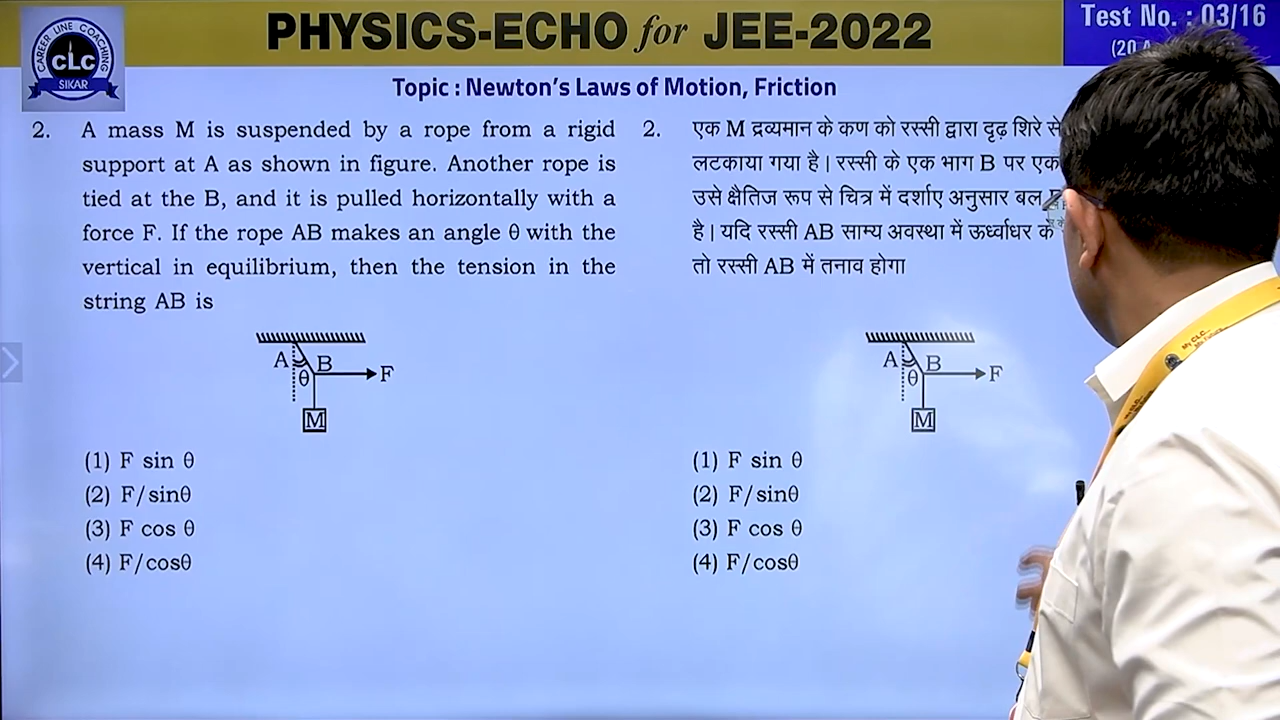 PHYSICS-ECHO for JEE-2022
Test No. : 03/16
(20
CAREER LINE COACHING
CLC
SIKAR
Topic : Newton's Laws of Motion, Friction
2. A mass M is suspended by a rope from a rigid
support at A as shown in figure. Another rope is
tied at the B, and it is pulled horizontally with a
force F. If the rope AB makes an angle θ with the
vertical in equilibrium, then the tension in the
string AB is
A
B
θ
F
M
(1) F sin θ
(2) F/sinθ
(3) F cos θ
(4) F/cosθ
2. एक M द्रव्यमान के कण को रस्सी द्वारा दृढ़ शिरे से
लटकाया गया है। रस्सी के एक भाग B पर एक
उसे क्षैतिज रूप से चित्र में दर्शाए अनुसार बल
है। यदि रस्सी AB साम्य अवस्था में ऊर्ध्वाधर के
तो रस्सी AB में तनाव होगा
A
B
θ
F
M
(1) F sin θ
(2) F/sinθ
(3) F cos θ
(4) F/cosθ